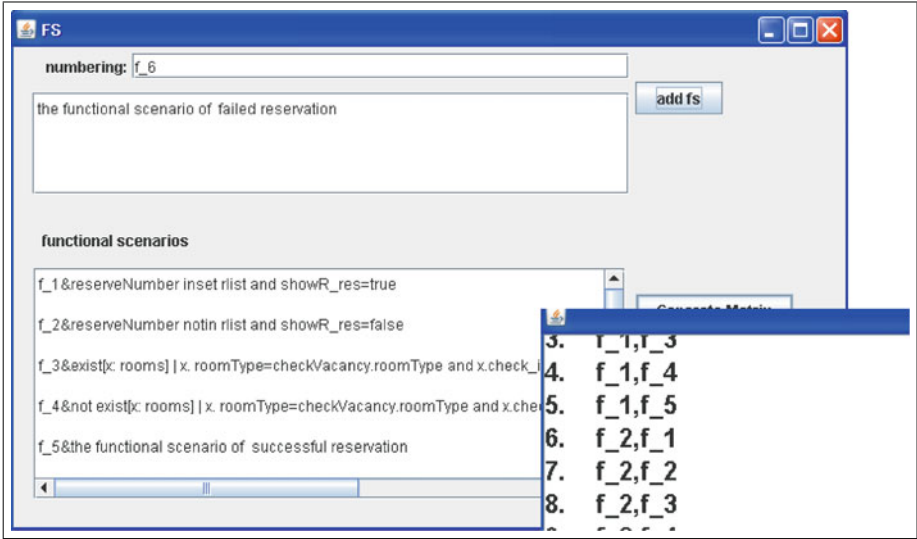 FS
numbering: f_6
add fs
the functional scenario of failed reservation
functional scenarios
f_1&reserveNumber inset rlist and showR_res=true
f_2&reserveNumber notin rlist and showR_res=false
f_3&exist[x: rooms] | x. roomType=checkVacancy.roomType and x.check_i
f_4&not exist[x: rooms] | x. roomType=checkVacancy.roomType and x.che
f_5&the functional scenario of successful reservation
3. f_1,f_3
4. f_1,f_4
5. f_1,f_5
6. f_2,f_1
7. f_2,f_2
8. f_2,f_3